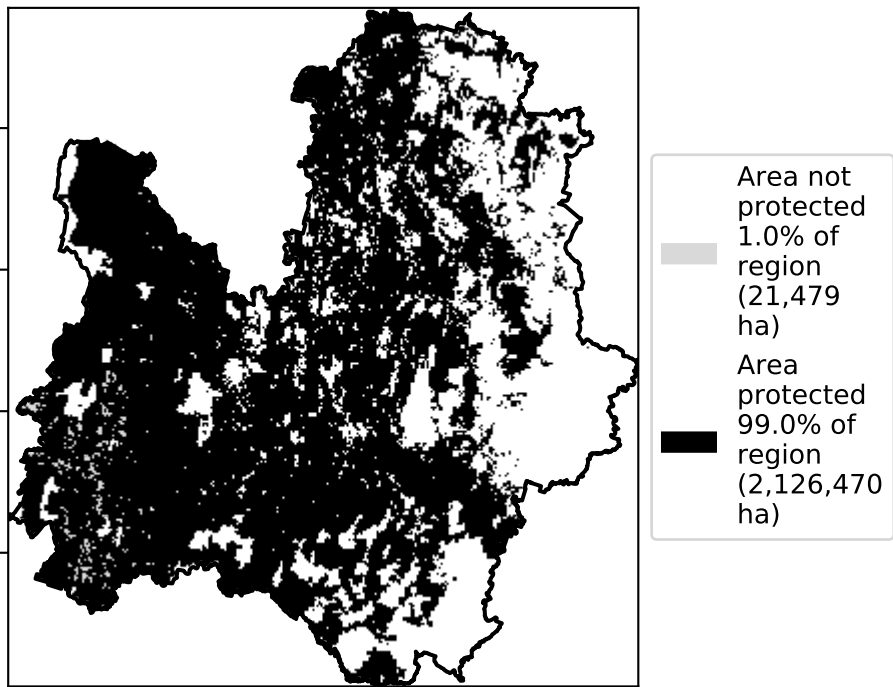 Area not
protected
1.0% of
region
(21,479
ha)
Area
protected
99.0% of
region
(2,126,470
ha)